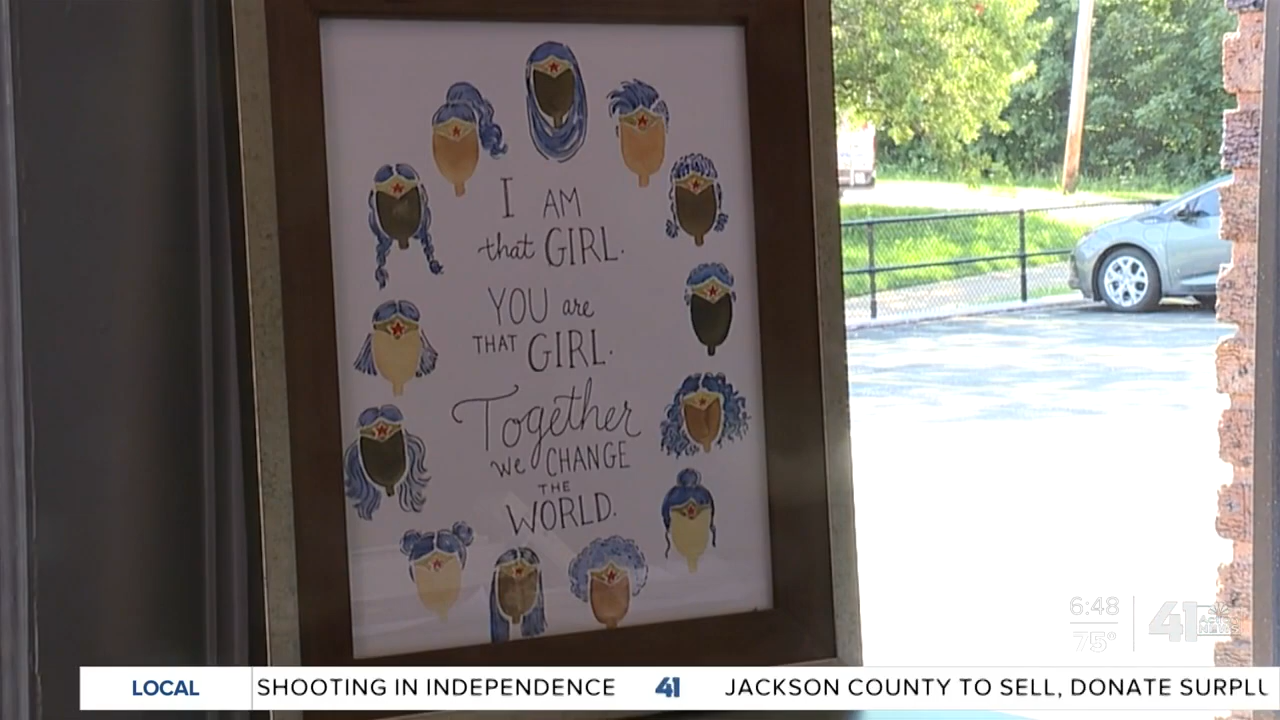 I AM
that GIRL.
YOU are
THAT GIRL.
Together
we CHANGE
THE
WORLD.
6:48
75°
41 NEWS
LOCAL SHOOTING IN INDEPENDENCE 41 JACKSON COUNTY TO SELL, DONATE